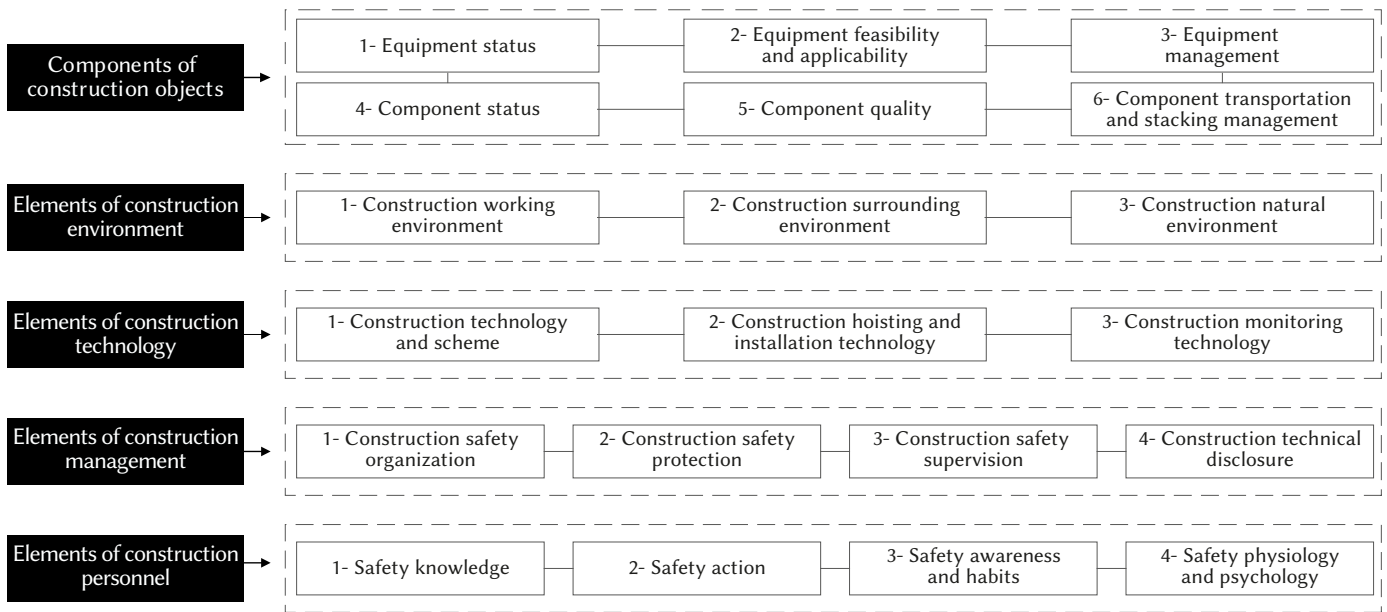 Components of
construction objects
1- Equipment status
2- Equipment feasibility
and applicability
3- Equipment
management
4- Component status
5- Component quality
6- Component transportation
and stacking management
Elements of construction
environment
1- Construction working
environment
2- Construction surrounding
environment
3- Construction natural
environment
Elements of construction
technology
1- Construction technology
and scheme
2- Construction hoisting and
installation technology
3- Construction monitoring
technology
Elements of construction
management
1- Construction safety
organization
2- Construction safety
protection
3- Construction safety
supervision
4- Construction technical
disclosure
Elements of construction
personnel
1- Safety knowledge
2- Safety action
3- Safety awareness
and habits
4- Safety physiology
and psychology